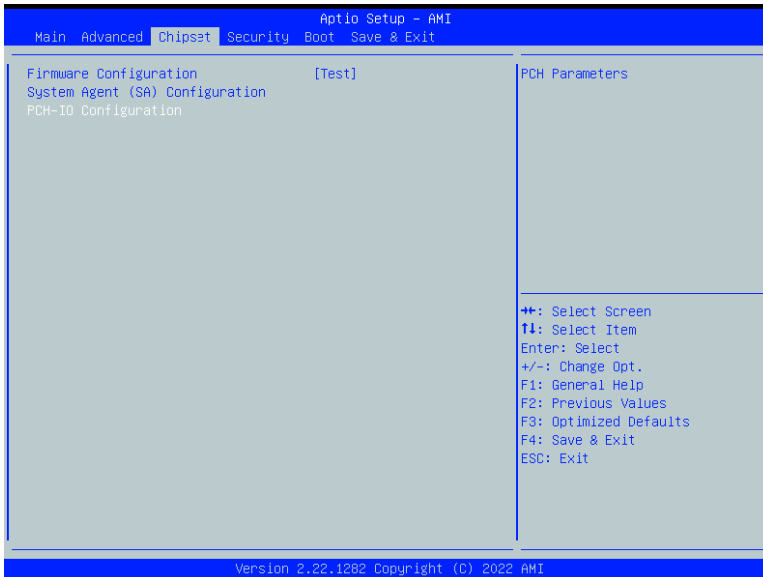 Aptio Setup – AMI
Main Advanced Chipset Security Boot Save & Exit
Firmware Configuration [Test]
System Agent (SA) Configuration
PCH-IO Configuration
PCH Parameters
→←: Select Screen
↑↓: Select Item
Enter: Select
+/-: Change Opt.
F1: General Help
F2: Previous Values
F3: Optimized Defaults
F4: Save & Exit
ESC: Exit
Version 2.22.1282 Copyright (C) 2022 AMI